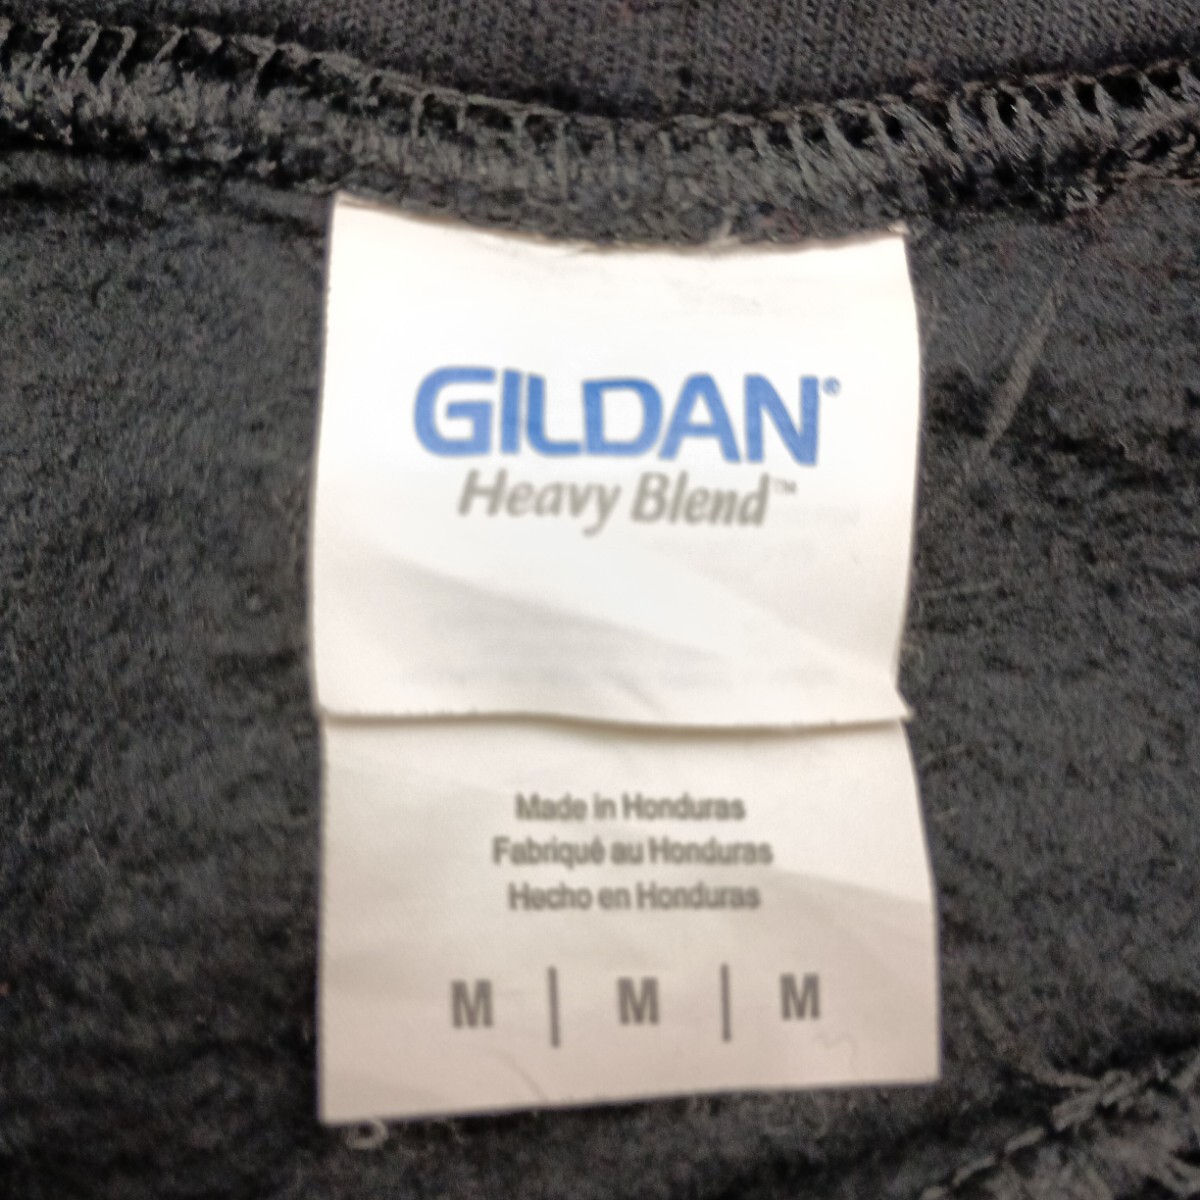 GILDAN®
Heavy Blend™
Made in Honduras
Fabriqué au Honduras
Hecho en Honduras
M | M | M